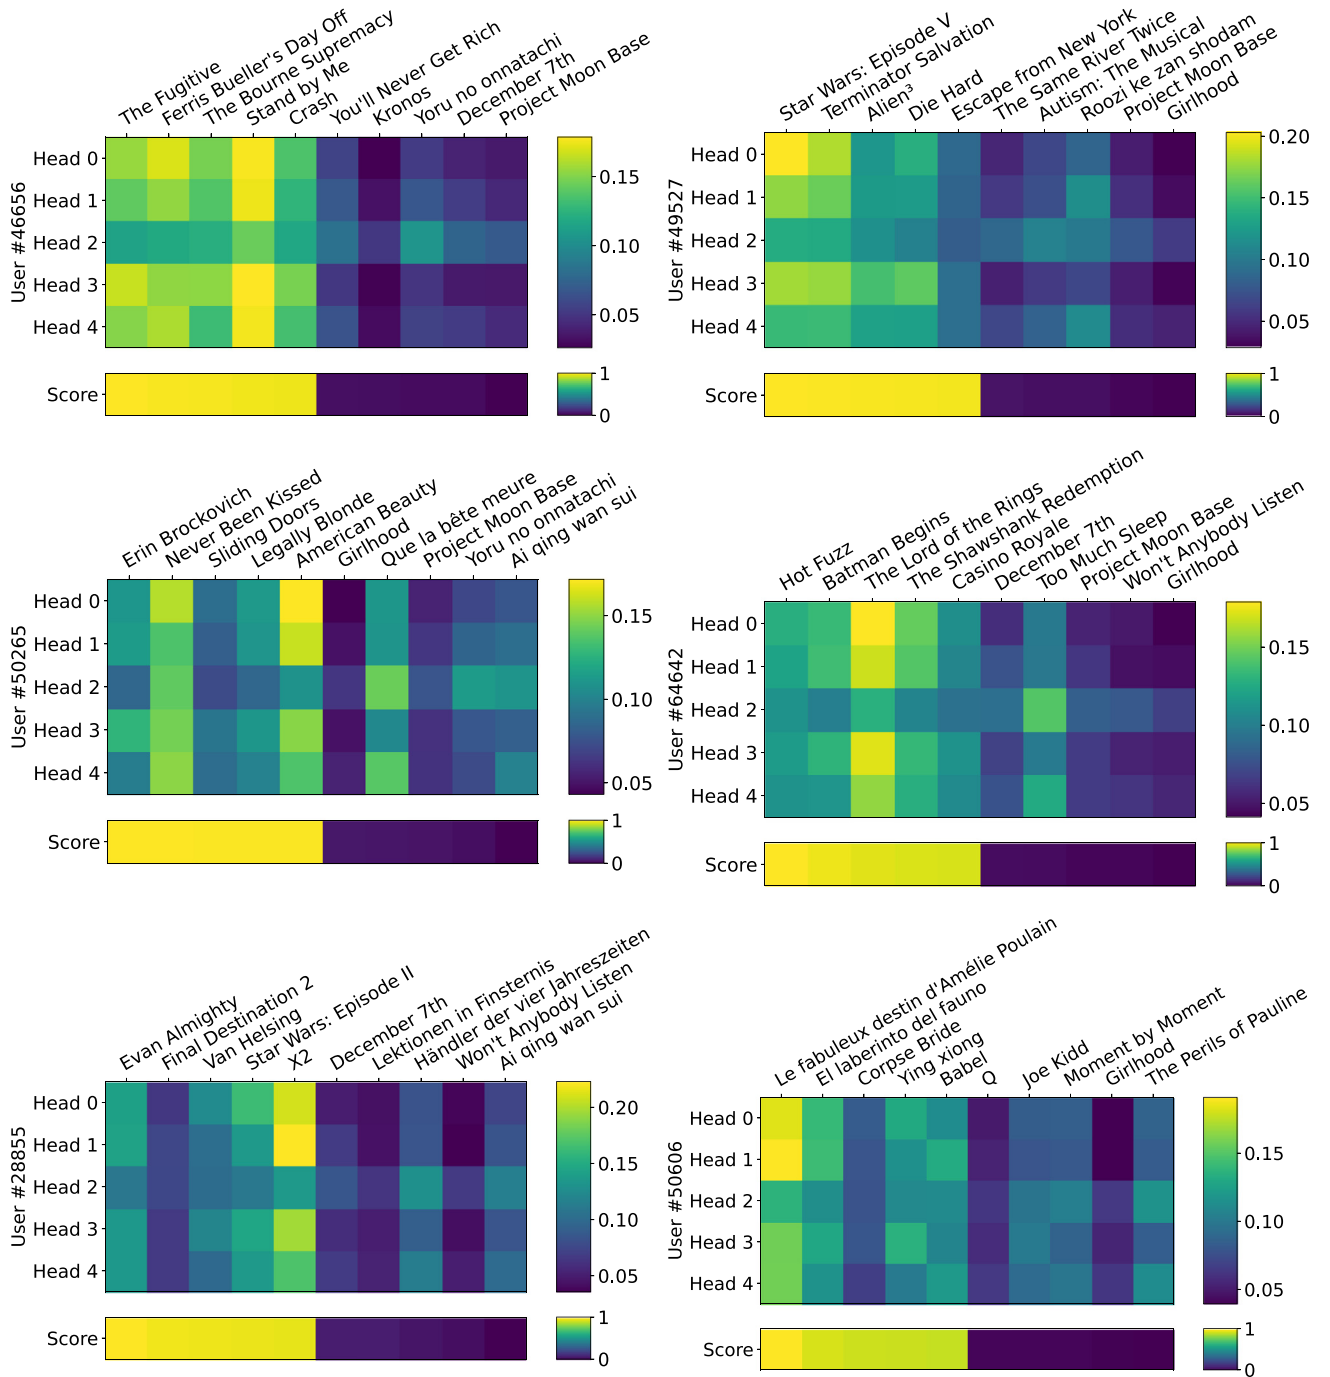 The Fugitive
Ferris Bueller's Day Off
The Bourne Supremacy
Stand by Me
Crash
You'll Never Get Rich
Kronos
Yoru no onnatachi
December 7th
Project Moon Base
User #46656
Head 0
Head 1
Head 2
Head 3
Head 4
0.15
0.10
0.05
Score
1
0
Star Wars: Episode V
Terminator Salvation
Alien³
Die Hard
Escape from New York
The Same River Twice
Autism: The Musical
Roozi ke zan shodam
Project Moon Base
Girlhood
User #49527
Head 0
Head 1
Head 2
Head 3
Head 4
0.20
0.15
0.10
0.05
Score
1
0
Erin Brockovich
Never Been Kissed
Sliding Doors
Legally Blonde
American Beauty
Girlhood
Que la bête meure
Project Moon Base
Yoru no onnatachi
Ai qing wan sui
User #50265
Head 0
Head 1
Head 2
Head 3
Head 4
0.15
0.10
0.05
Score
1
0
Hot Fuzz
Batman Begins
The Lord of the Rings
The Shawshank Redemption
Casino Royale
December 7th
Too Much Sleep
Project Moon Base
Won't Anybody Listen
Girlhood
User #64642
Head 0
Head 1
Head 2
Head 3
Head 4
0.15
0.10
0.05
Score
1
0
Evan Almighty
Final Destination 2
Van Helsing
Star Wars: Episode II
X2
December 7th
Lektionen in Finsternis
Händler der vier Jahreszeiten
Won't Anybody Listen
Ai qing wan sui
User #28855
Head 0
Head 1
Head 2
Head 3
Head 4
0.20
0.15
0.10
0.05
Score
1
0
Le fabuleux destin d'Amélie Poulain
El laberinto del fauno
Corpse Bride
Ying xiong
Babel
Q
Joe Kidd
Moment by Moment
Girlhood
The Perils of Pauline
User #50606
Head 0
Head 1
Head 2
Head 3
Head 4
0.15
0.10
0.05
Score
1
0